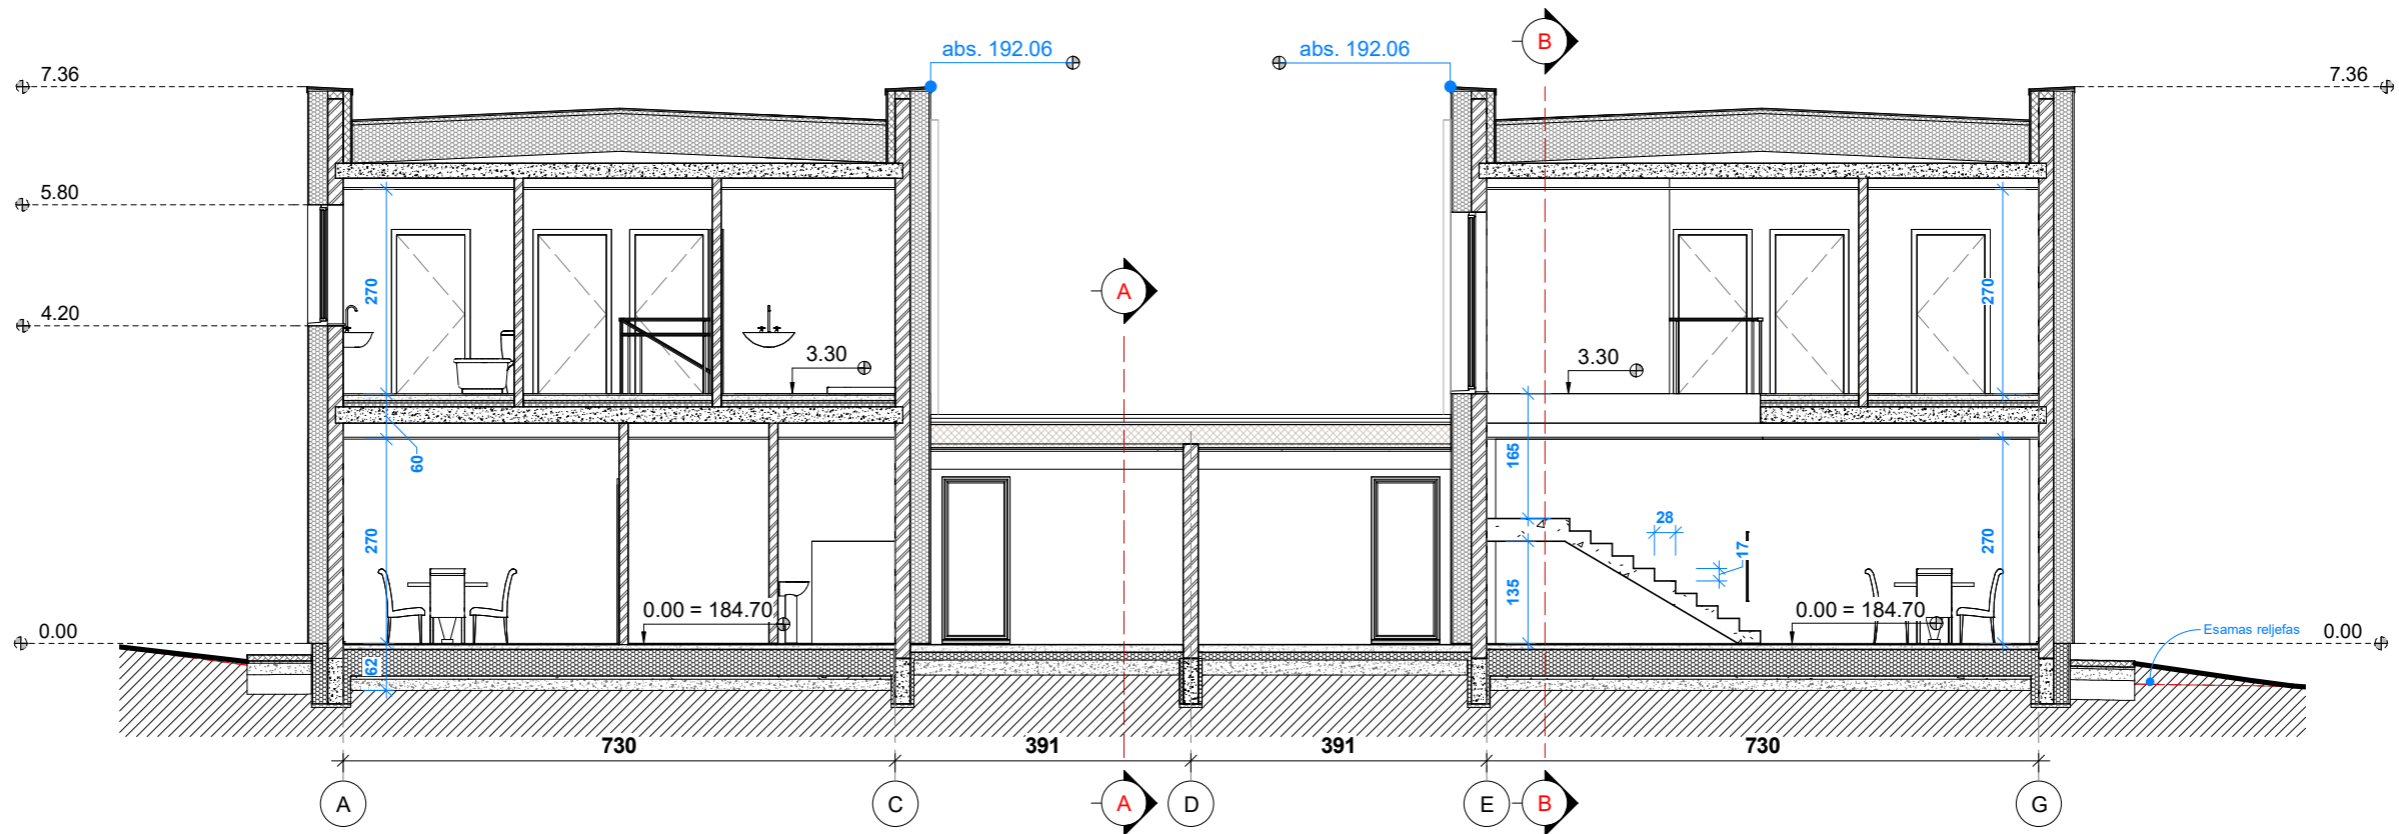 abs. 192.06
abs. 192.06
B
7.36
7.36
5.80
270
270
A
4.20
3.30
3.30
60
165
270
28
17
270
135
0.00 = 184.70
0.00 = 184.70
0.00
Esamas reljefas
0.00
62
730
391
391
730
A
C
A
D
E
B
G